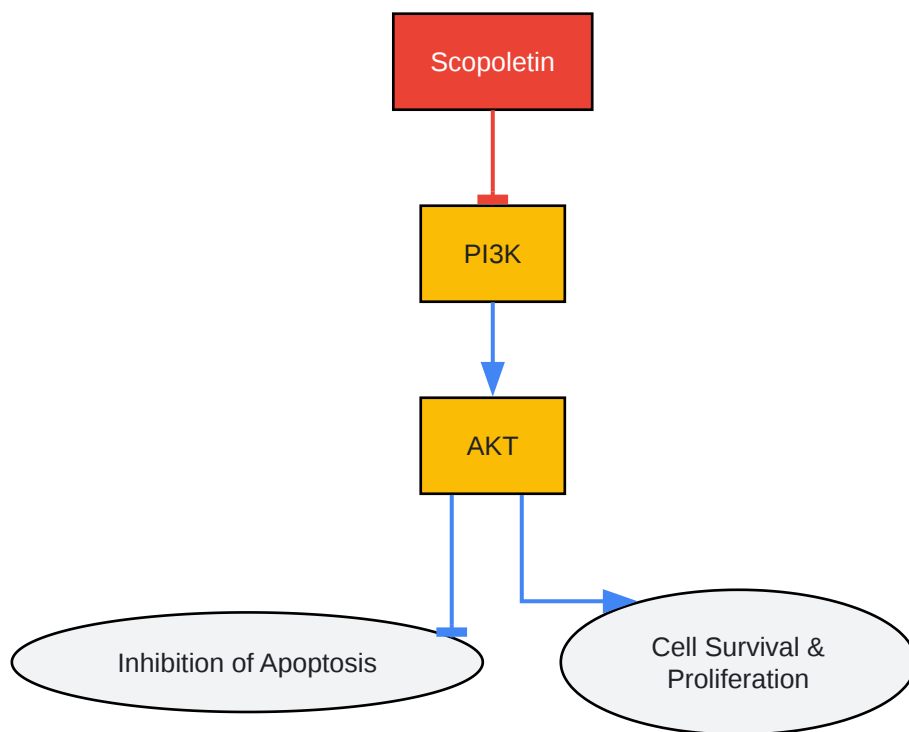 Scopoletin
PI3K
AKT
Inhibition of Apoptosis
Cell Survival &
Proliferation